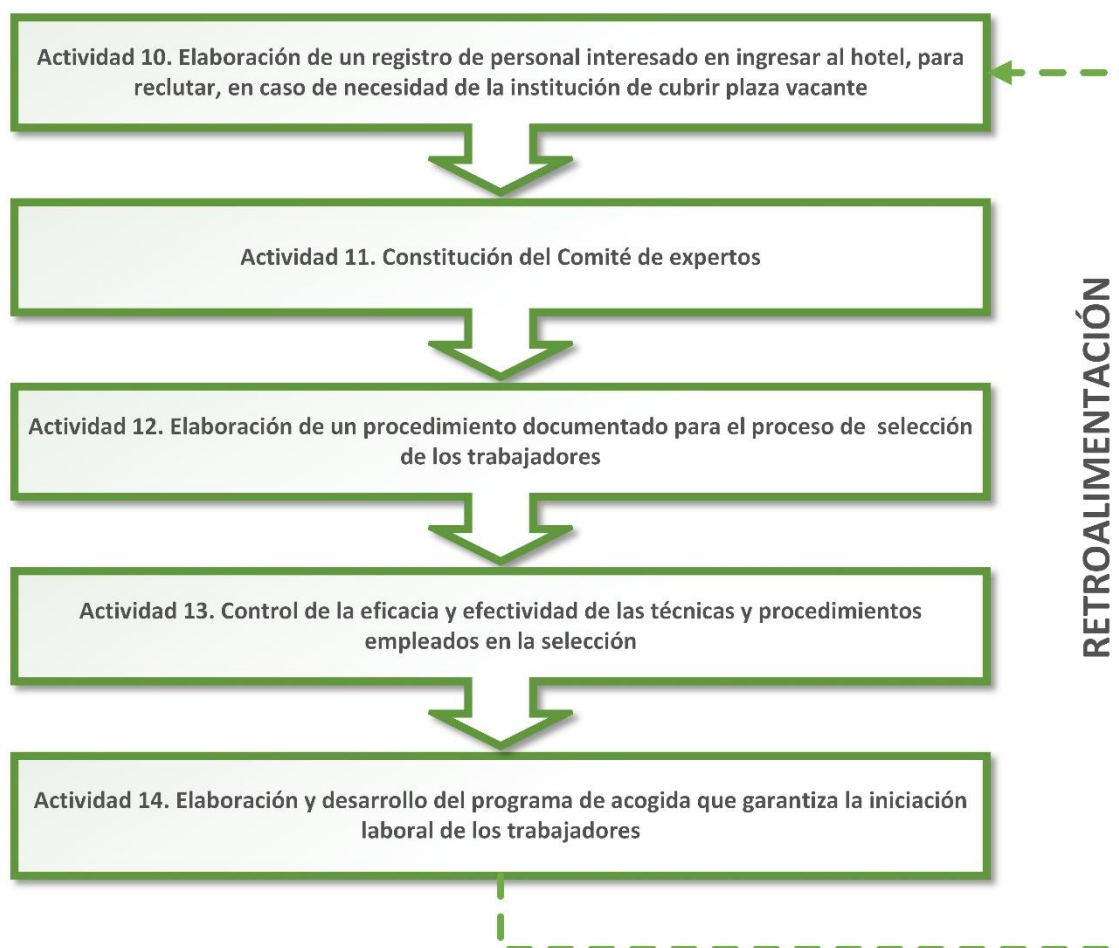 Actividad 10. Elaboración de un registro de personal interesado en ingresar al hotel, para
reclutar, en caso de necesidad de la institución de cubrir plaza vacante
Actividad 11. Constitución del Comité de expertos
Actividad 12. Elaboración de un procedimiento documentado para el proceso de  selección
de los trabajadores
Actividad 13. Control de la eficacia y efectividad de las técnicas y procedimientos
empleados en la selección
Actividad 14. Elaboración y desarrollo del programa de acogida que garantiza la iniciación
laboral de los trabajadores
RETROALIMENTACIÓN